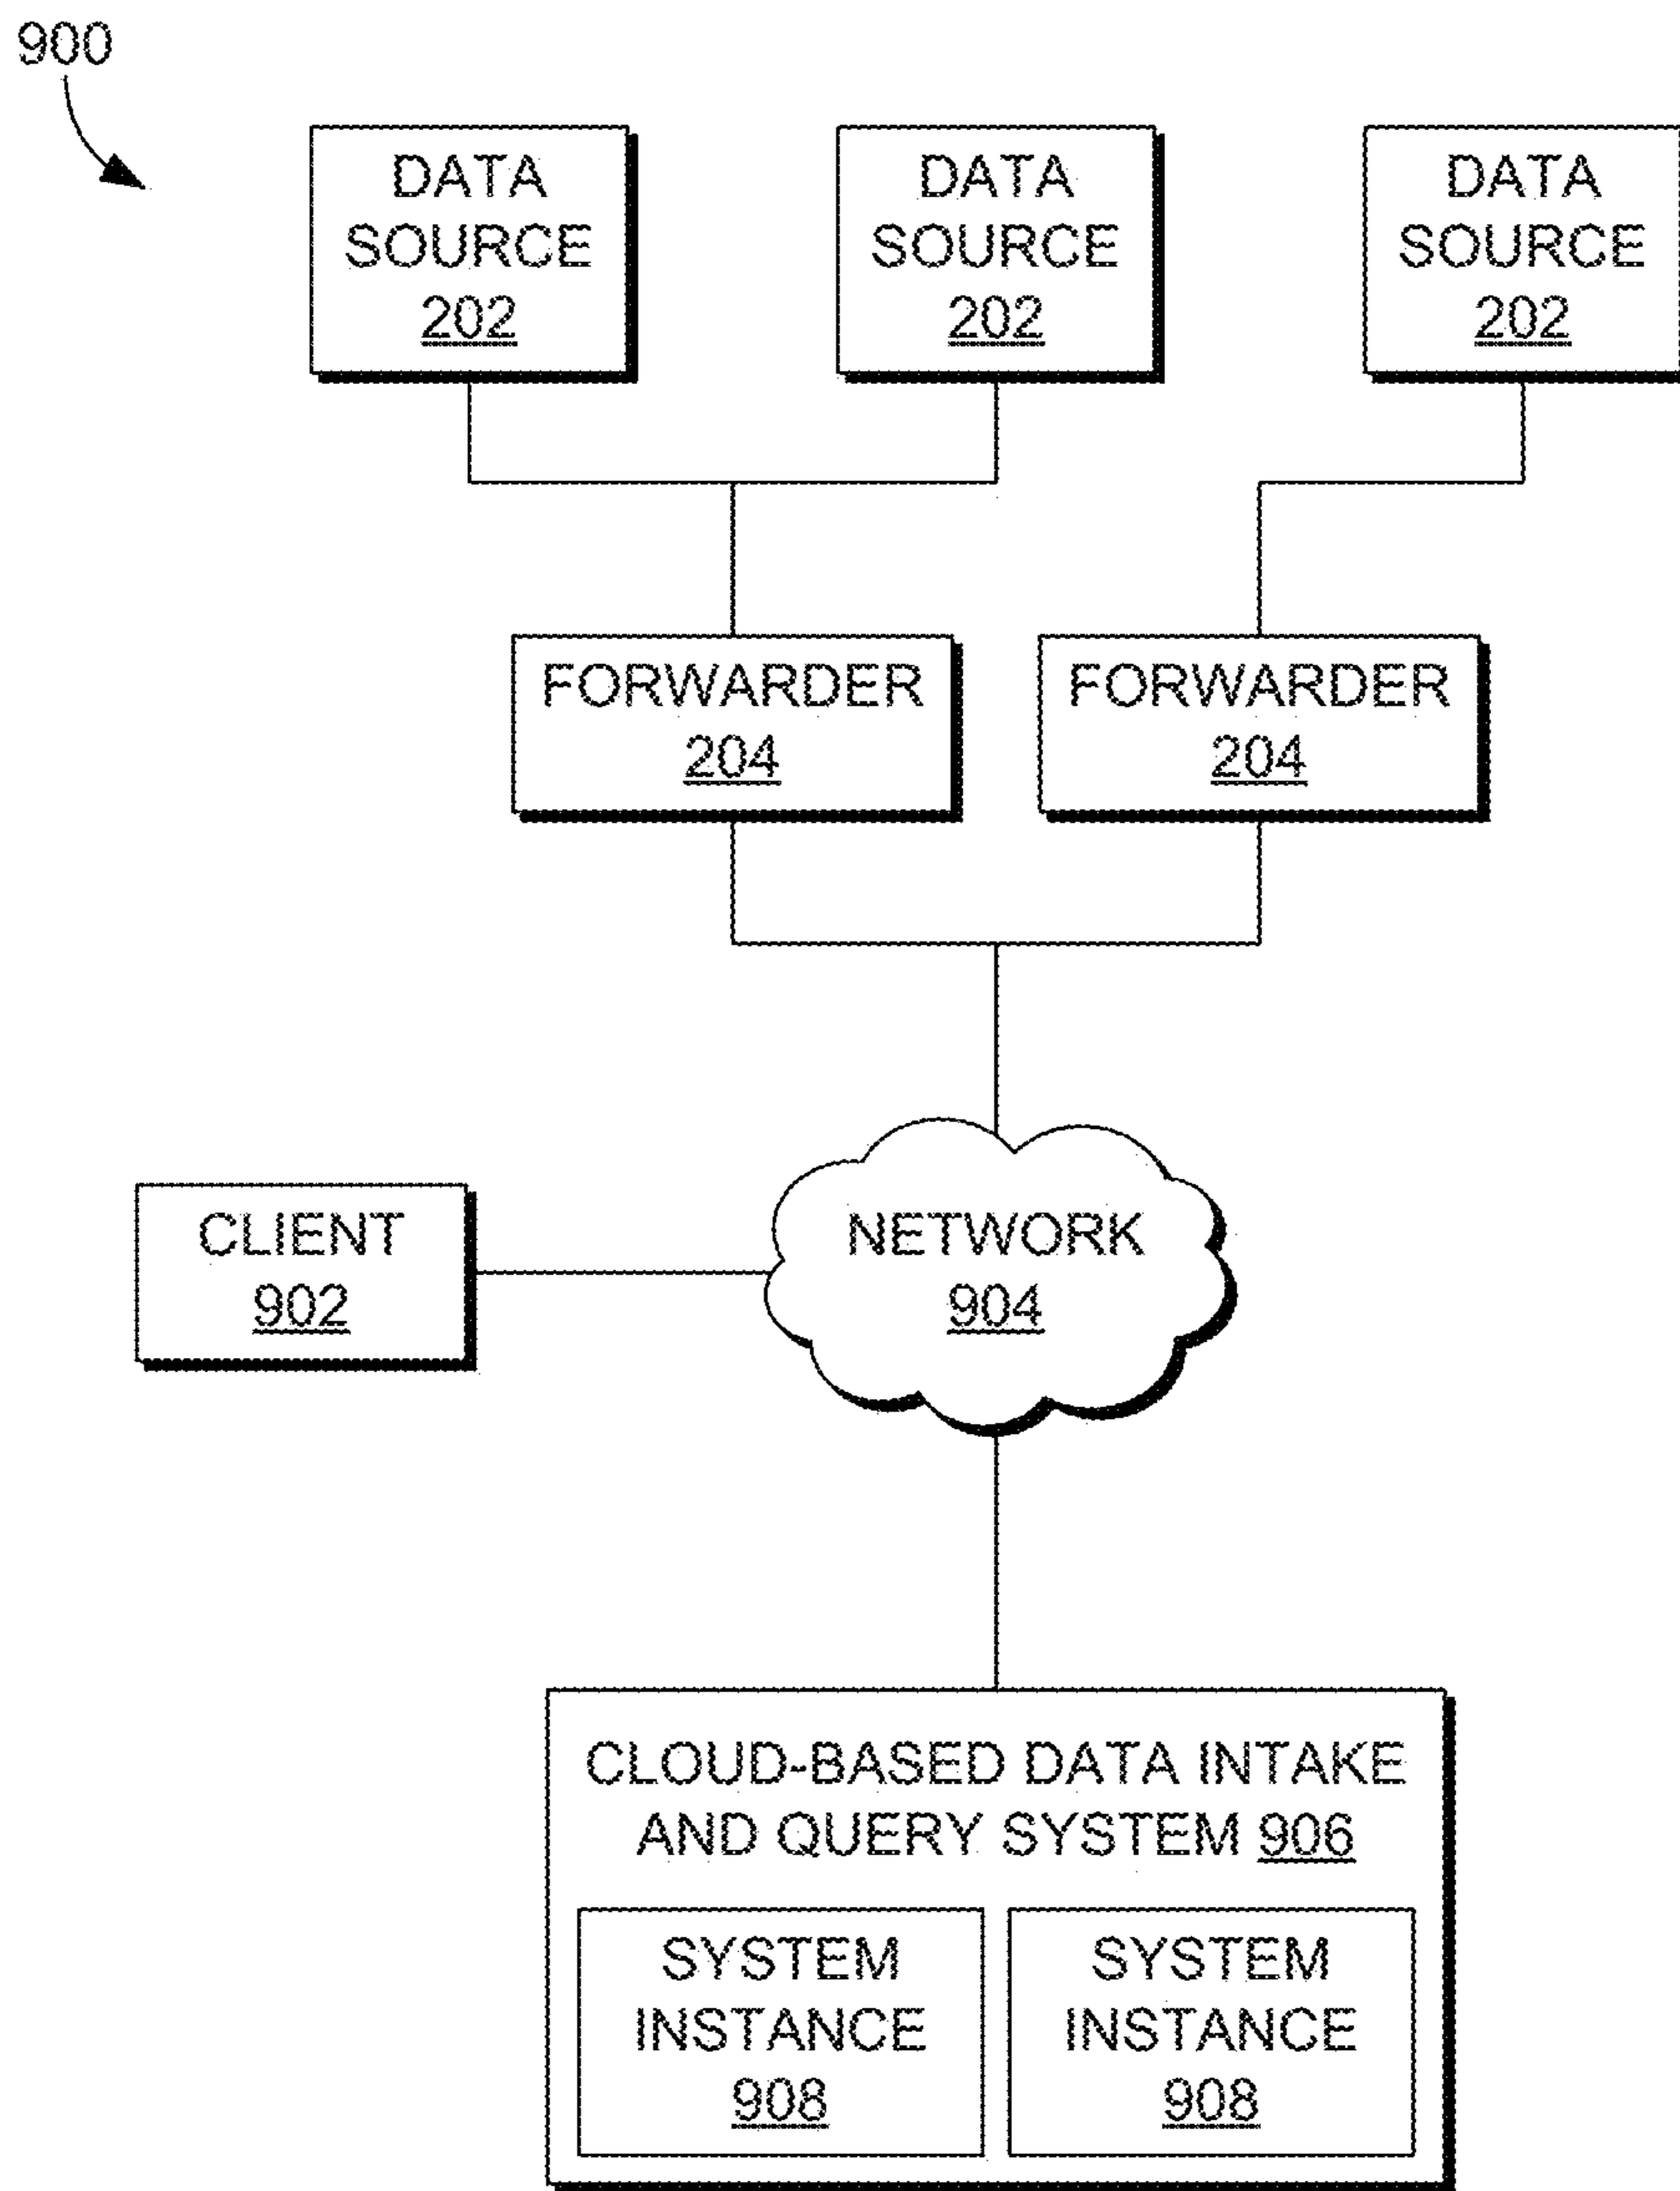 900
DATA
SOURCE
202
DATA
SOURCE
202
DATA
SOURCE
202
FORWARDER
204
FORWARDER
204
CLIENT
902
NETWORK
904
CLOUD-BASED DATA INTAKE
AND QUERY SYSTEM 906
SYSTEM
INSTANCE
908
SYSTEM
INSTANCE
908